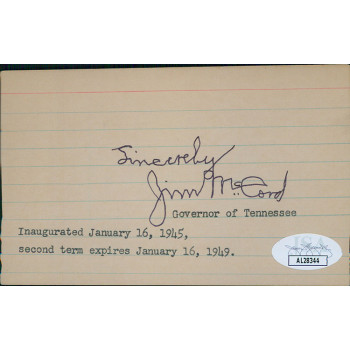 Sincerely
Jim McCord
Governor of Tennessee
Inaugurated January 16, 1945,
second term expires January 16, 1949.
AL28344